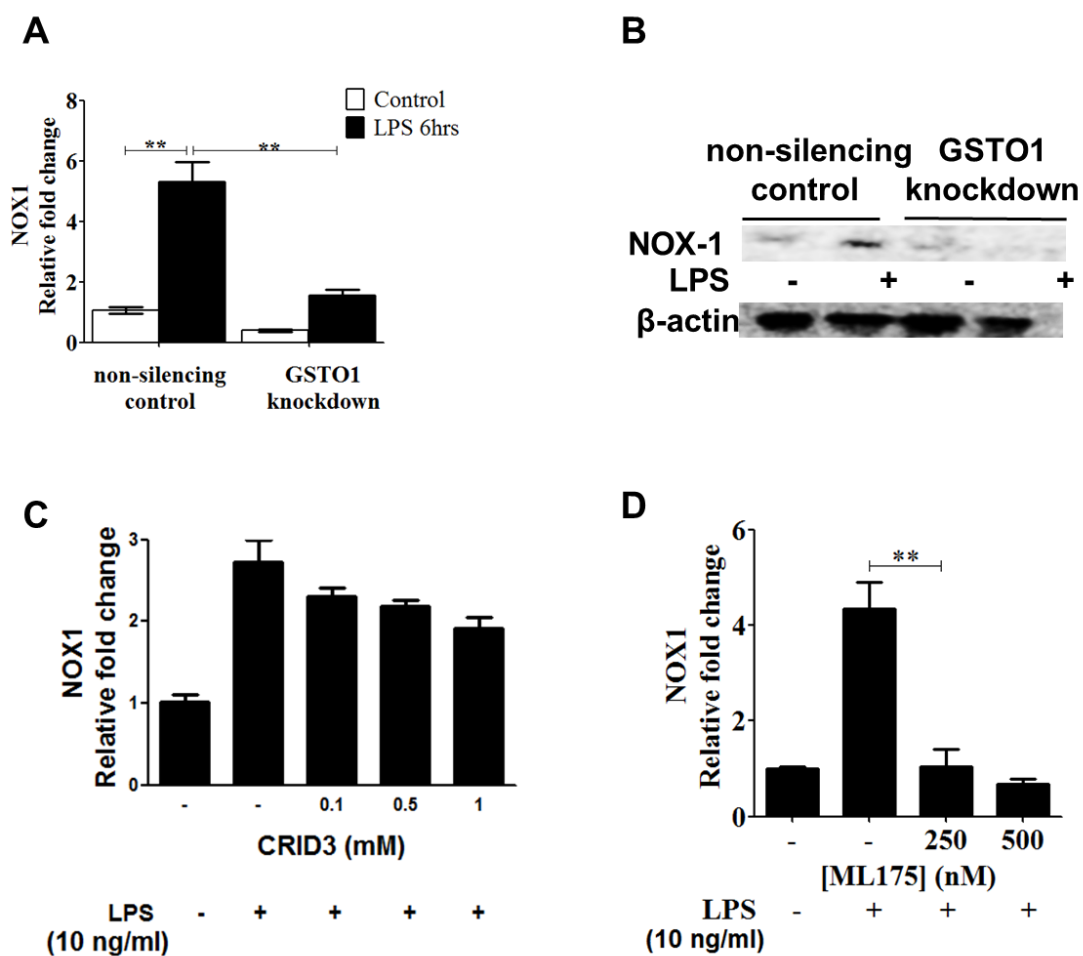 A
8
6
4
2
0
NOX1
Relative fold change
Control
LPS 6hrs
**
**
non-silencing
control
GSTO1
knockdown
B
non-silencing
control
GSTO1
knockdown
NOX-1
LPS - + - +
β-actin
C
3
2
1
0
NOX1
Relative fold change
- - 0.1 0.5 1
CRID3 (mM)
LPS - + + + +
(10 ng/ml)
D
6
4
2
0
NOX1
Relative fold change
**
- - 250 500
[ML175] (nM)
LPS - + + +
(10 ng/ml)